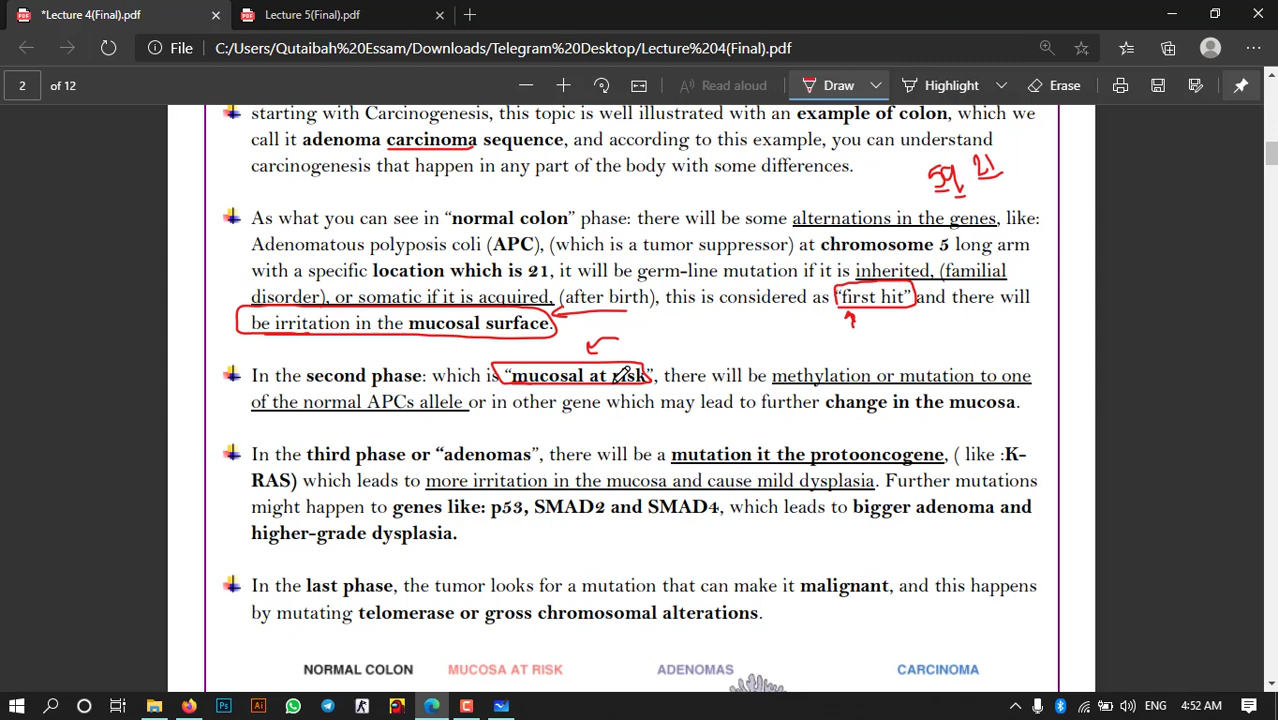 *Lecture 4(Final).pdf
Lecture 5(Final).pdf
File
C:/Users/Qutaibah%20Essam/Downloads/Telegram%20Desktop/Lecture%204(Final).pdf
2 of 12
Read aloud
Draw
Highlight
Erase
starting with Carcinogenesis, this topic is well illustrated with an example of colon, which we
call it adenoma carcinoma sequence, and according to this example, you can understand
carcinogenesis that happen in any part of the body with some differences.
5q 21
As what you can see in “normal colon” phase: there will be some alternations in the genes, like:
Adenomatous polyposis coli (APC), (which is a tumor suppressor) at chromosome 5 long arm
with a specific location which is 21, it will be germ-line mutation if it is inherited, (familial
disorder), or somatic if it is acquired, (after birth), this is considered as “first hit” and there will
be irritation in the mucosal surface.
In the second phase: which is “mucosal at risk”, there will be methylation or mutation to one
of the normal APCs allele or in other gene which may lead to further change in the mucosa.
In the third phase or “adenomas”, there will be a mutation it the protooncogene, ( like :K-
RAS) which leads to more irritation in the mucosa and cause mild dysplasia. Further mutations
might happen to genes like: p53, SMAD2 and SMAD4, which leads to bigger adenoma and
higher-grade dysplasia.
In the last phase, the tumor looks for a mutation that can make it malignant, and this happens
by mutating telomerase or gross chromosomal alterations.
NORMAL COLON
MUCOSA AT RISK
ADENOMAS
CARCINOMA
Ps
Ai
ENG
4:52 AM